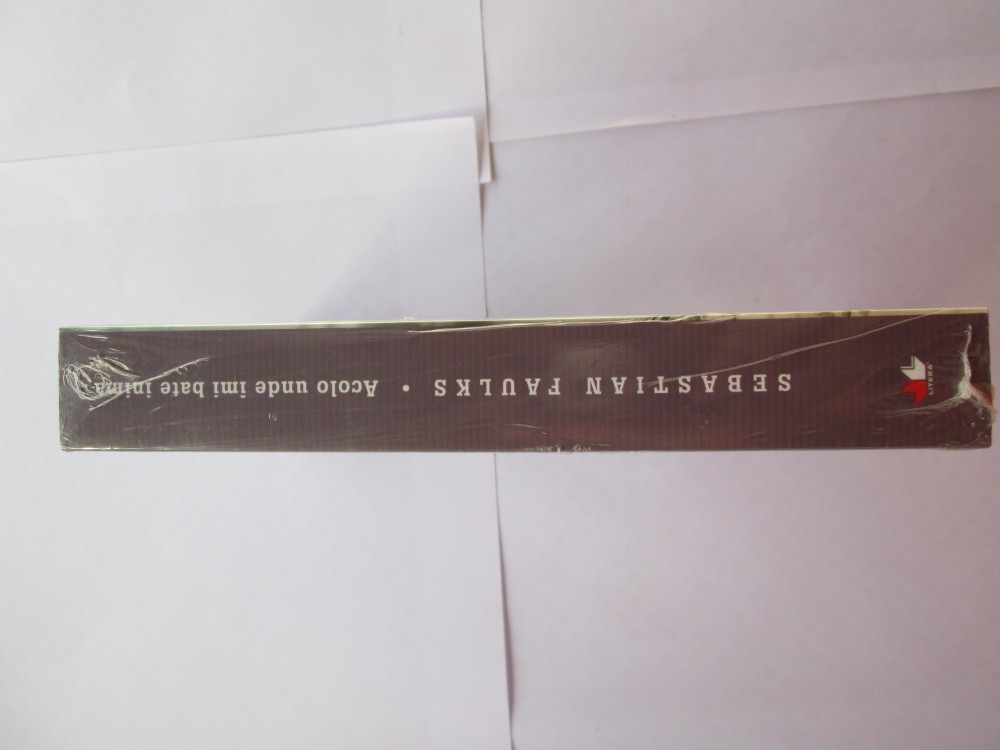 SEBASTIAN FAULKS • Acolo unde îmi bate inima
LITERA